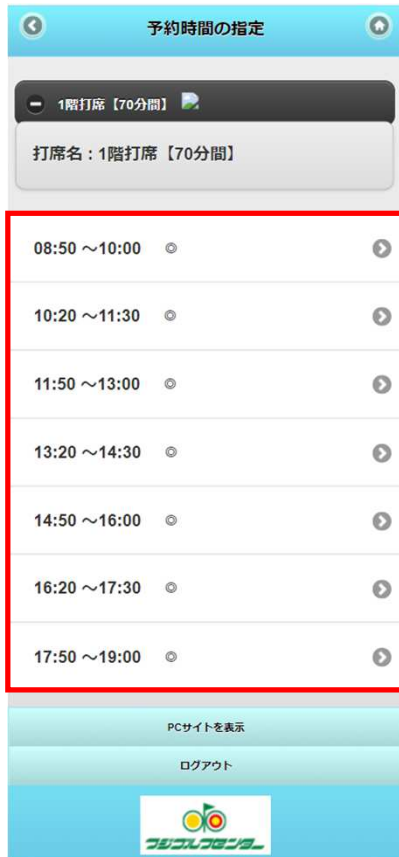 予約時間の指定
1階打席【70分間】
打席名:1階打席【70分間】
08:50 ~10:00 ◎
10:20 ~11:30 ◎
11:50 ~13:00 ◎
13:20 ~14:30 ◎
14:50 ~16:00 ◎
16:20 ~17:30 ◎
17:50 ~19:00 ◎
PCサイトを表示
ログアウト
フジゴルフセンター